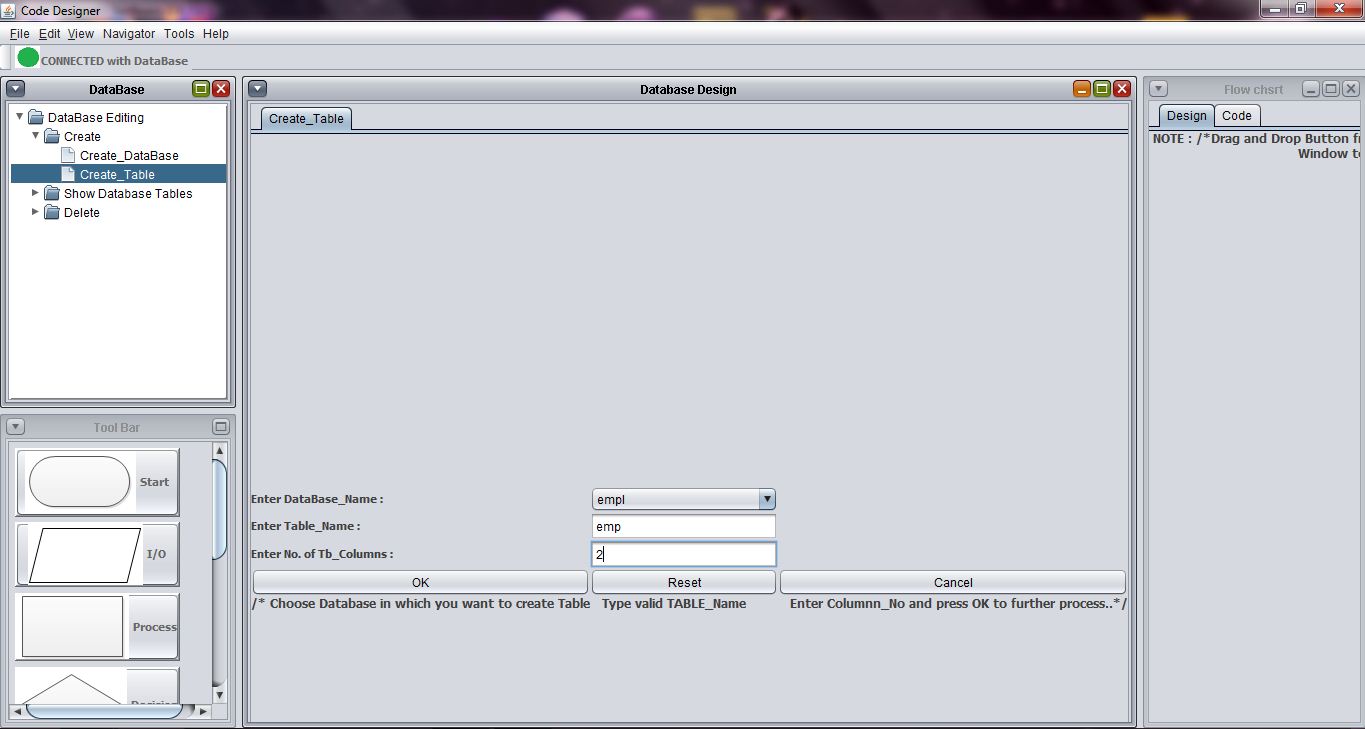 Code Designer
File Edit View Navigator Tools Help
CONNECTED with DataBase
DataBase
DataBase Editing
Create
Create_DataBase
Create_Table
Show Database Tables
Delete
Tool Bar
Start
I/O
Process
Database Design
Create_Table
Enter DataBase_Name : empl
Enter Table_Name : emp
Enter No. of Tb_Columns : 2
OK Reset Cancel
/* Choose Database in which you want to create Table Type valid TABLE_Name Enter Columnn_No and press OK to further process..*/
Flow chsrt
Design Code
NOTE : /*Drag and Drop Button
Window